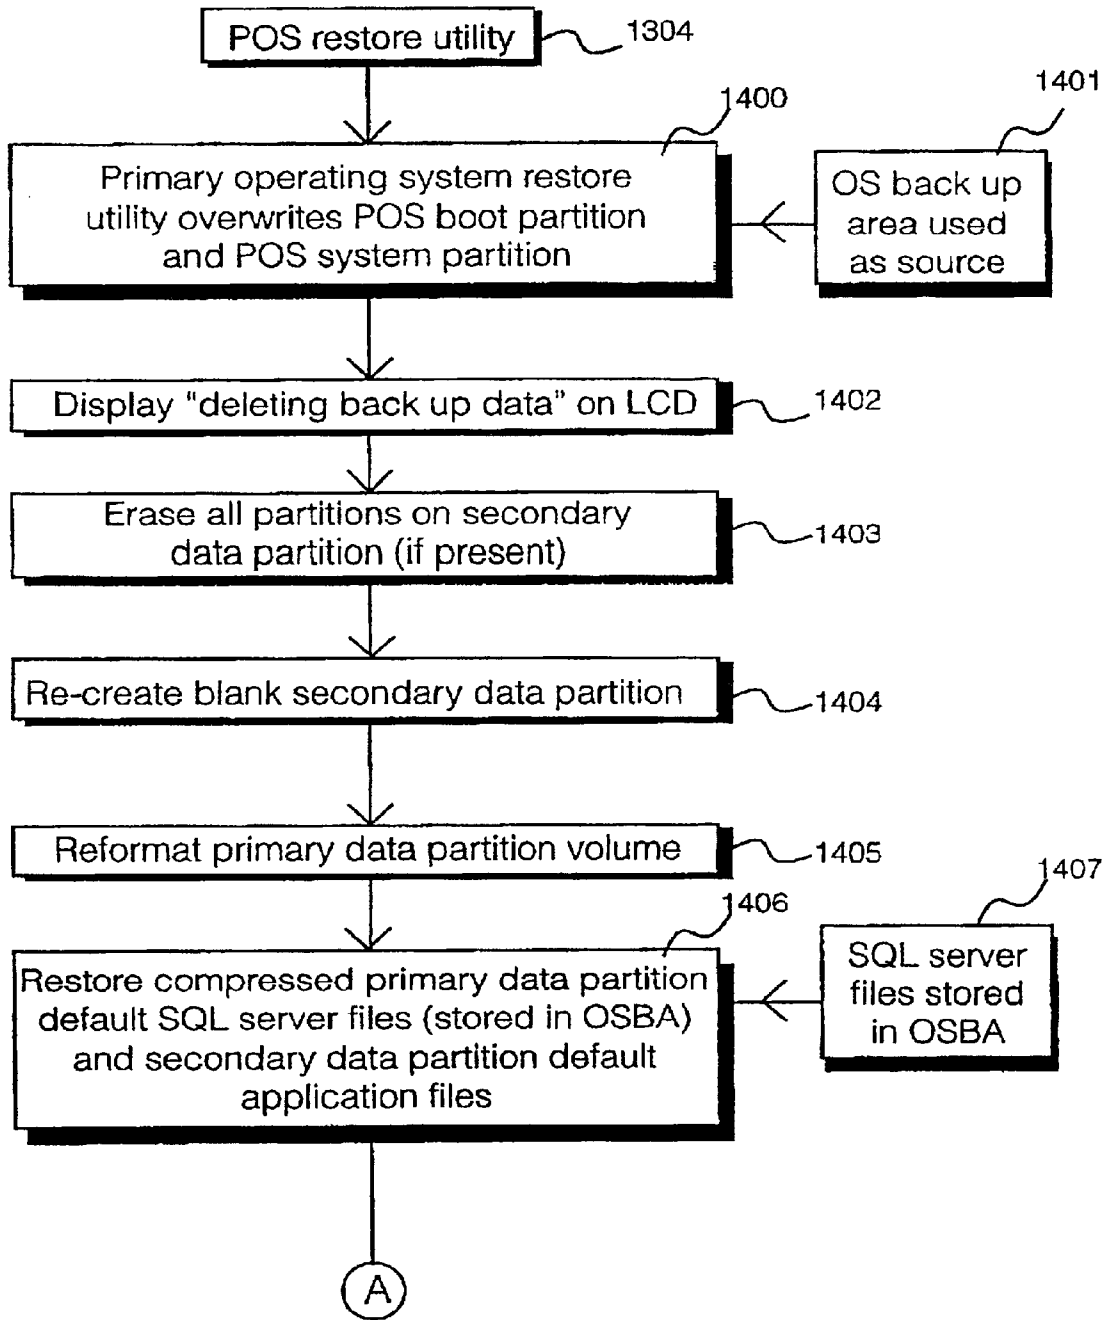 POS restore utility
1304
1400
1401
Primary operating system restore
utility overwrites POS boot partition
and POS system partition
OS back up
area used
as source
Display "deleting back up data" on LCD
1402
Erase all partitions on secondary
data partition (if present)
1403
Re-create blank secondary data partition
1404
Reformat primary data partition volume
1405
1406
1407
Restore compressed primary data partition
default SQL server files (stored in OSBA)
and secondary data partition default
application files
SQL server
files stored
in OSBA
A